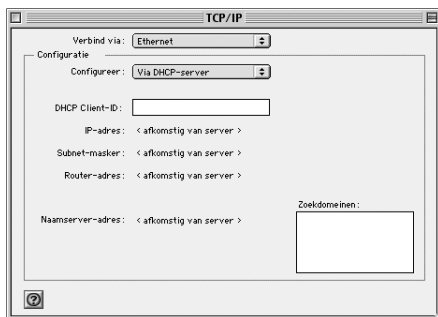 TCP/IP
Verbind via: Ethernet
Configuratie
Configureer: Via DHCP-server
DHCP Client-ID:
IP-adres: < afkomstig van server >
Subnet-masker: < afkomstig van server >
Router-adres: < afkomstig van server >
Zoekdomeinen:
Naamserver-adres: < afkomstig van server >
?